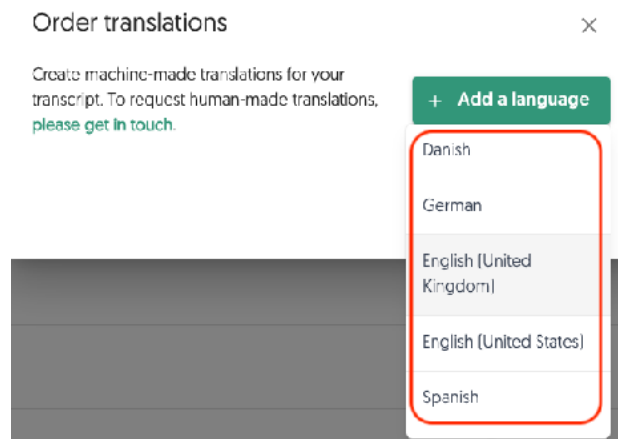 Order translations
Create machine-made translations for your
transcript. To request human-made translations,
please get in touch.
+ Add a language
Danish
German
English (United
Kingdom)
English (United States)
Spanish